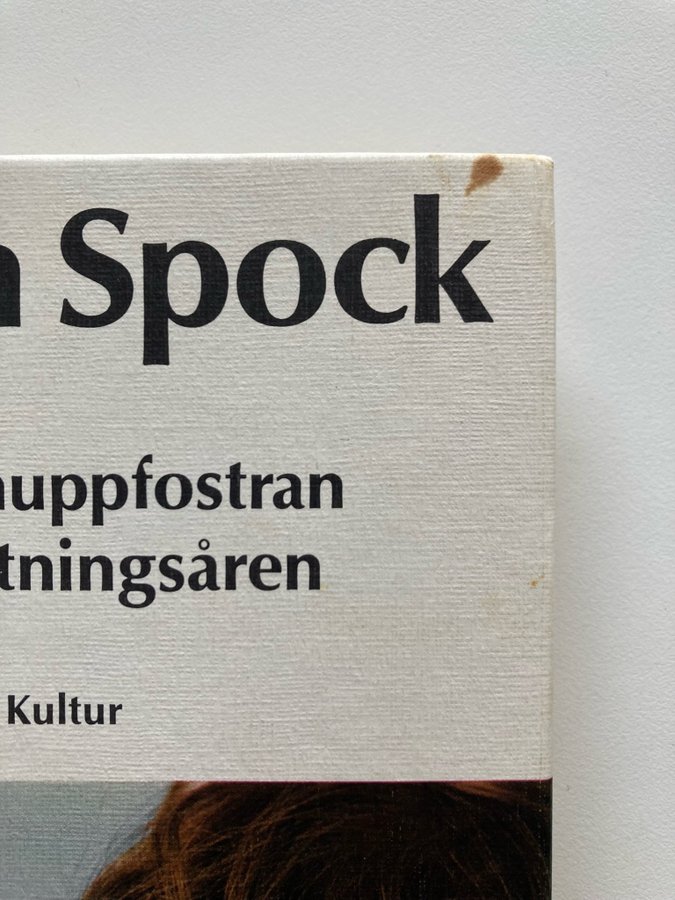 n Spock
nuppfostran
tningsåren
Kultur